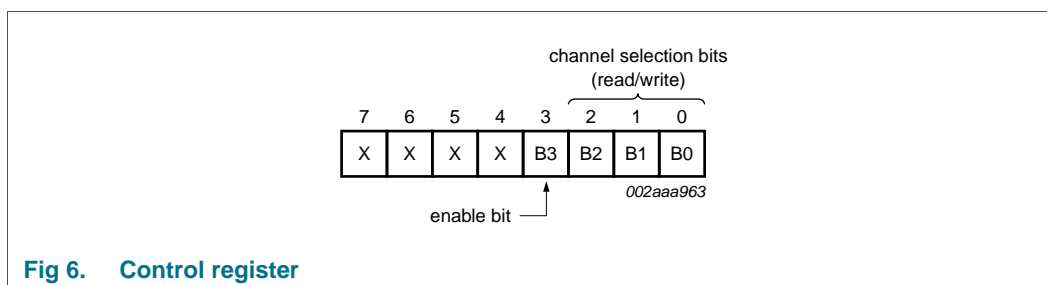 channel selection bits
(read/write)
7 6 5 4 3 2 1 0
X X X X B3 B2 B1 B0
002aaa963
enable bit
Fig 6. Control register